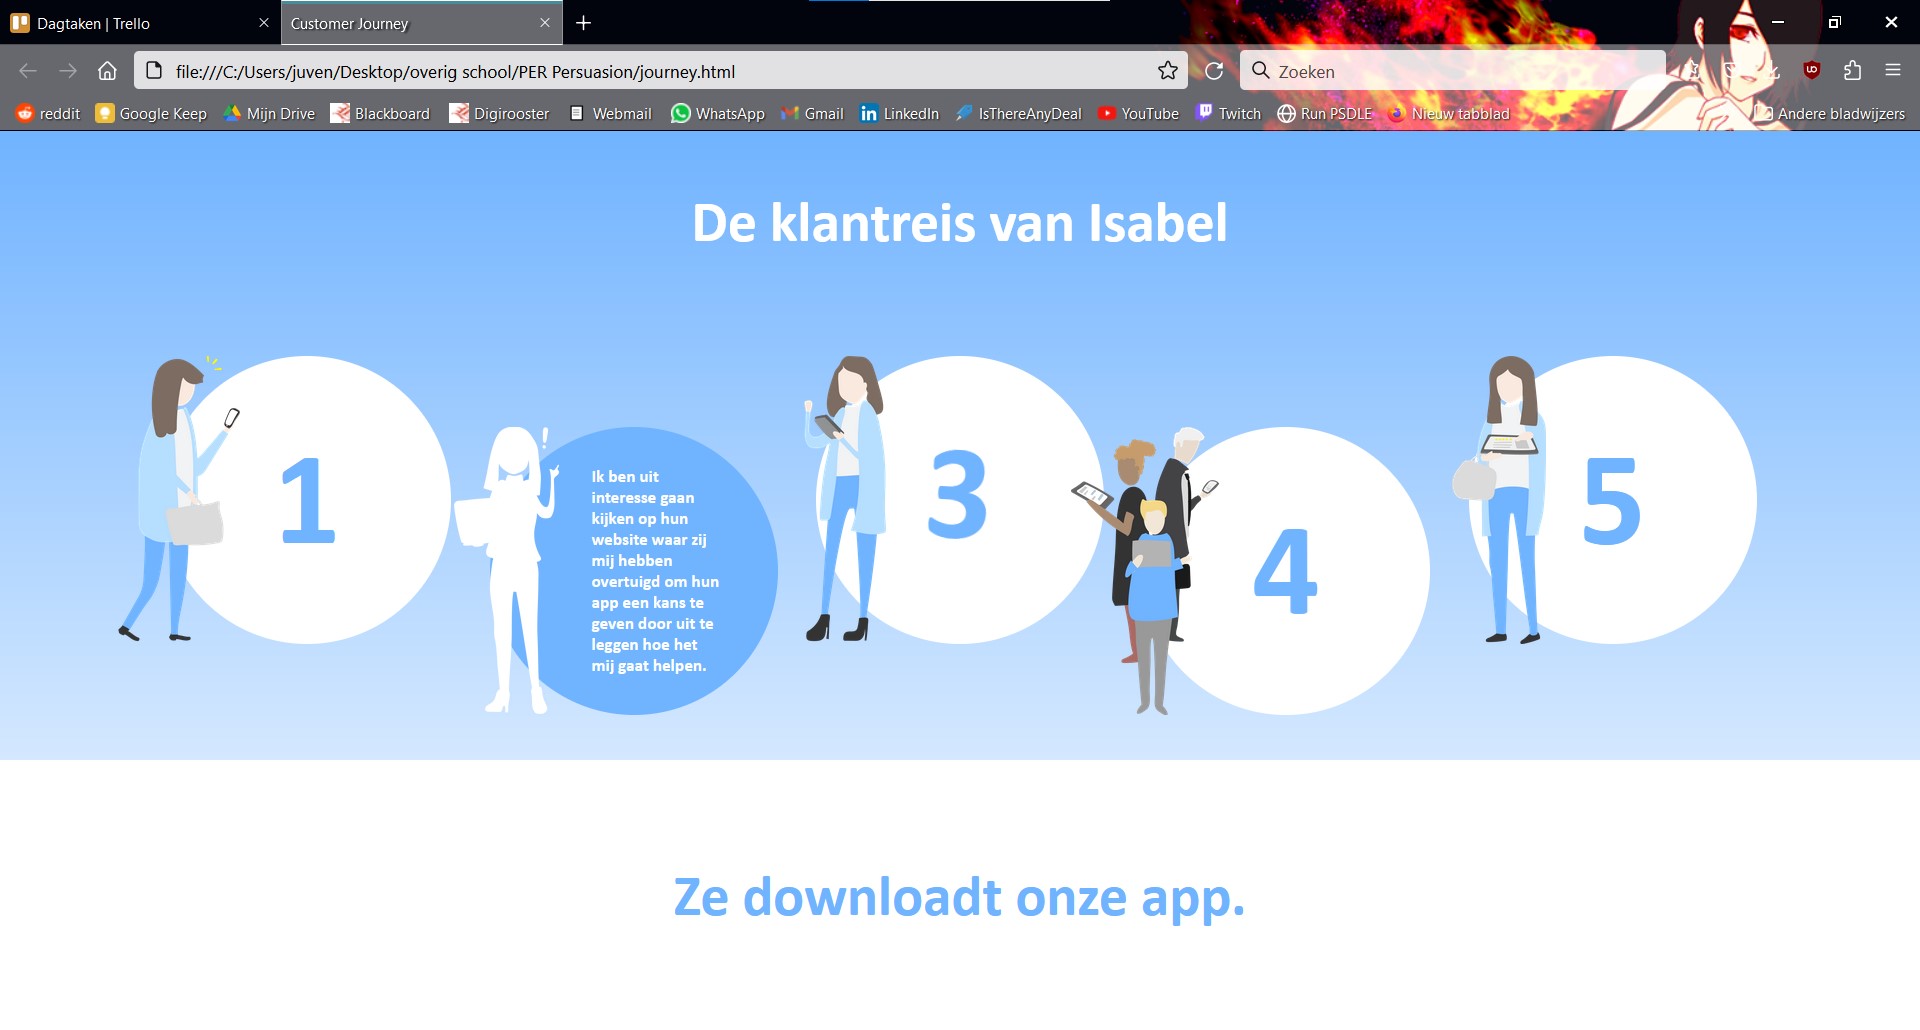 Dagtaken | Trello
Customer Journey
file:///C:/Users/juven/Desktop/overig school/PER Persuasion/journey.html
Zoeken
reddit
Google Keep
Mijn Drive
Blackboard
Digirooster
Webmail
WhatsApp
Gmail
LinkedIn
IsThereAnyDeal
YouTube
Twitch
Run PSDLE
Nieuw tabblad
Andere bladwijzers
De klantreis van Isabel
1
Ik ben uit
interesse gaan
kijken op hun
website waar zij
mij hebben
overtuigd om hun
app een kans te
geven door uit te
leggen hoe het
mij gaat helpen.
3
4
5
Ze downloadt onze app.